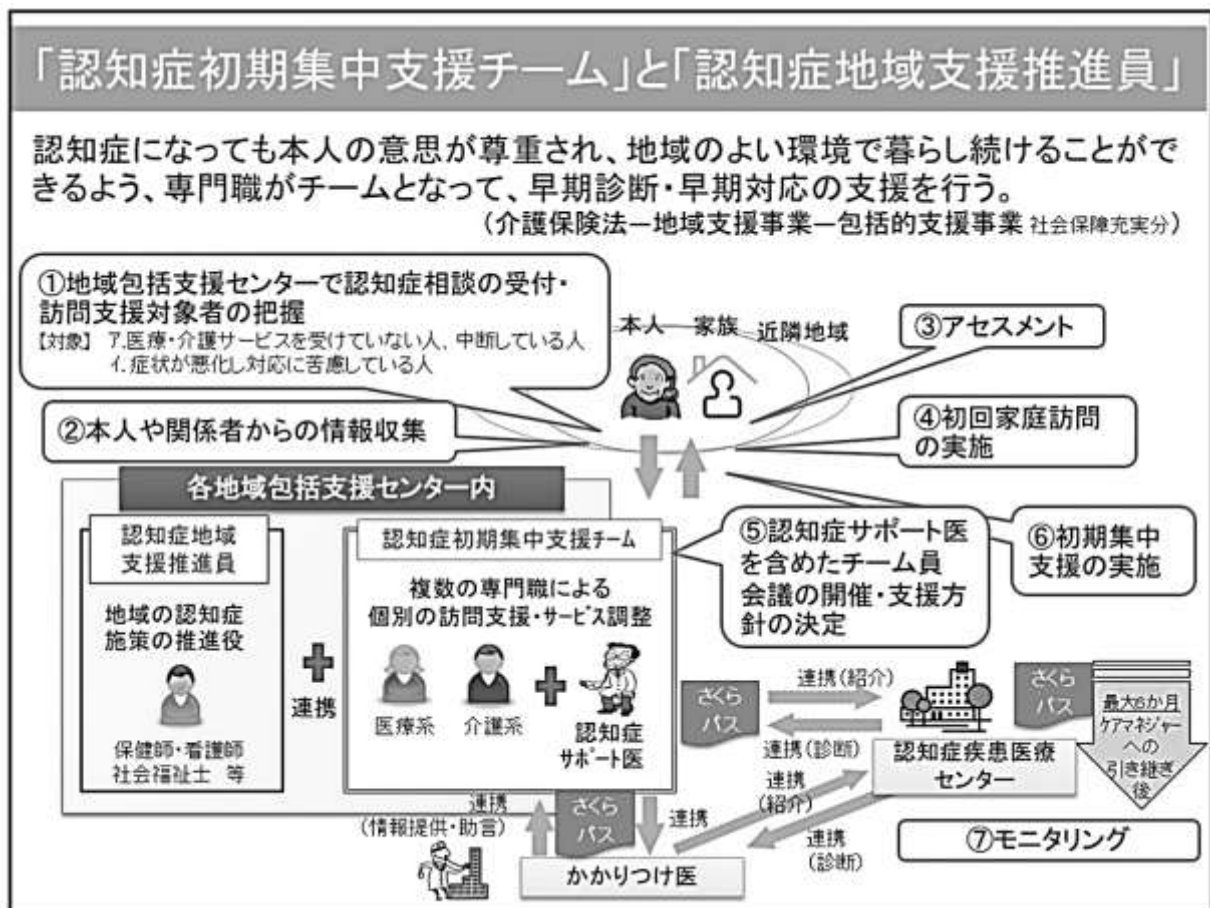 「認知症初期集中支援チーム」と「認知症地域支援推進員」
認知症になっても本人の意思が尊重され、地域のよい環境で暮らし続けることがで
きるよう、専門職がチームとなって、早期診断・早期対応の支援を行う。
(介護保険法ー地域支援事業ー包括的支援事業 社会保障充実分)
①地域包括支援センターで認知症相談の受付・
訪問支援対象者の把握
【対象】 ア.医療・介護サービスを受けていない人、中断している人
イ.症状が悪化し対応に苦慮している人
②本人や関係者からの情報収集
本人 家族 近隣地域
③アセスメント
④初回家庭訪問
の実施
各地域包括支援センター内
認知症地域
支援推進員
地域の認知症
施策の推進役
保健師・看護師
社会福祉士 等
連携
認知症初期集中支援チーム
複数の専門職による
個別の訪問支援・サービス調整
医療系
介護系
認知症
サポート医
⑤認知症サポート医
を含めたチーム員
会議の開催・支援方
針の決定
⑥初期集中
支援の実施
さくら
パス
連携(紹介)
連携(診断)
認知症疾患医療
センター
さくら
パス
最大6か月
ケアマネジャー
への
引き継ぎ
後
連携
(紹介)
連携
(診断)
連携
(情報提供・助言)
さくら
パス
連携
かかりつけ医
⑦モニタリング